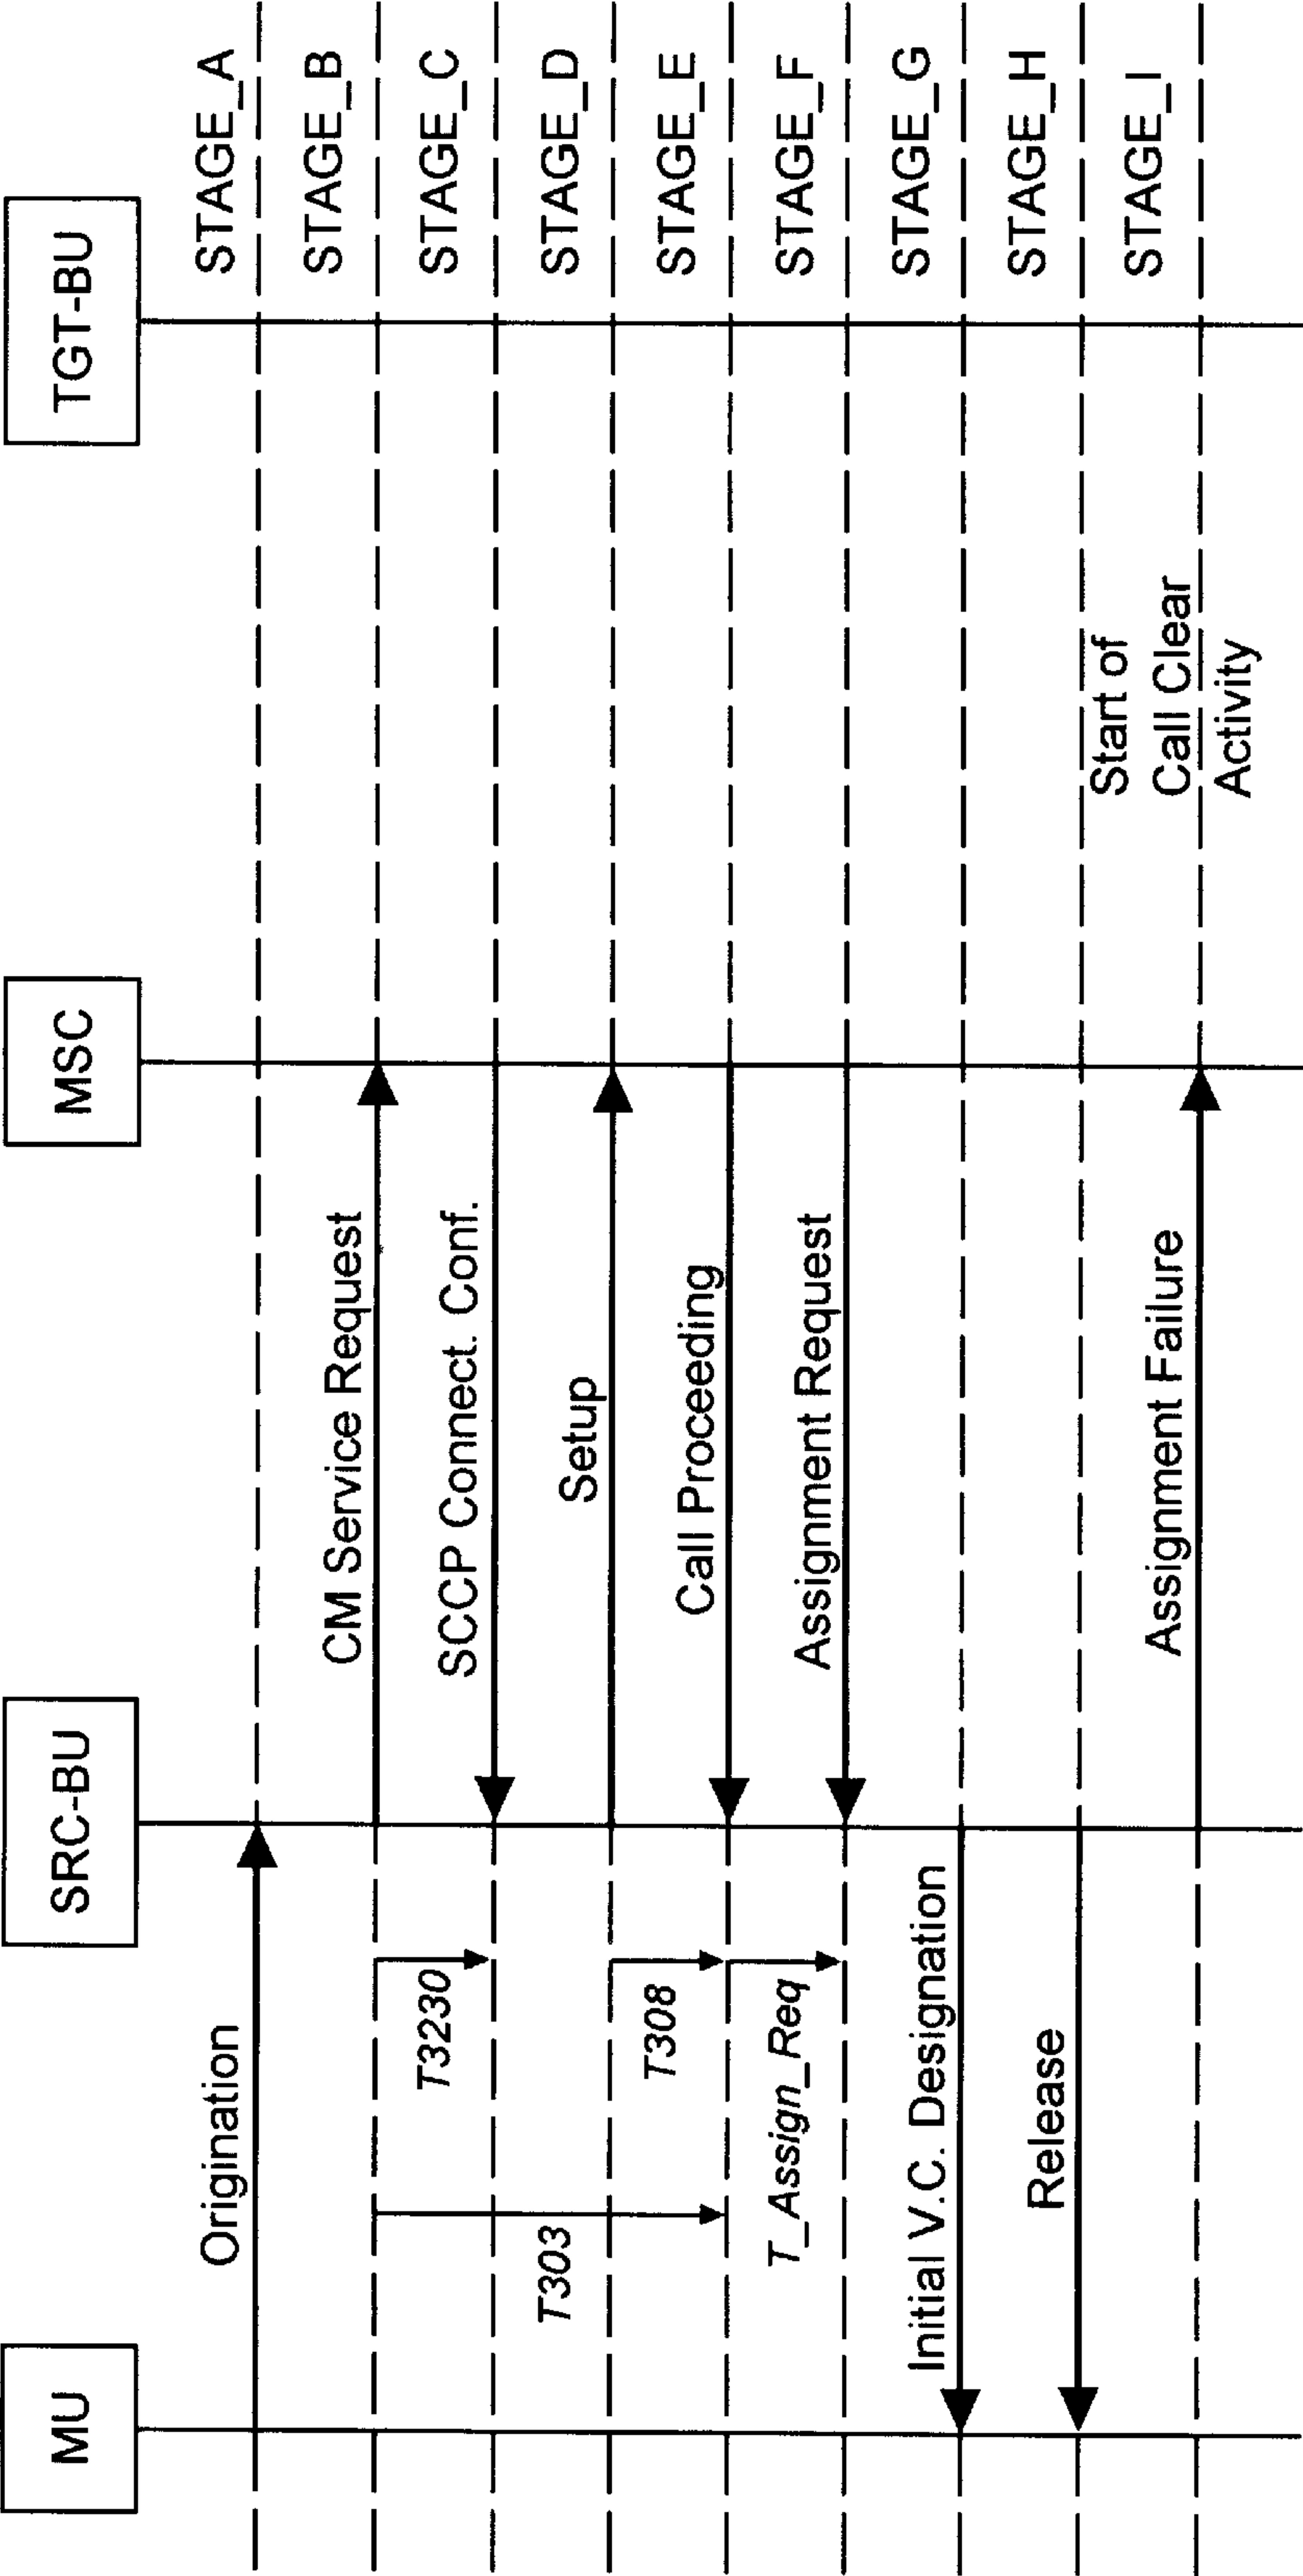 MU
SRC-BU
MSC
TGT-BU
Origination
STAGE_A
CM Service Request
STAGE_B
T3230
SCCP Connect. Conf.
STAGE_C
T303
Setup
STAGE_D
T308
Call Proceeding
STAGE_E
T_Assign_Req
Assignment Request
STAGE_F
Initial V.C. Designation
STAGE_G
Release
STAGE_H
Assignment Failure
Start of
Call Clear
Activity
STAGE_I